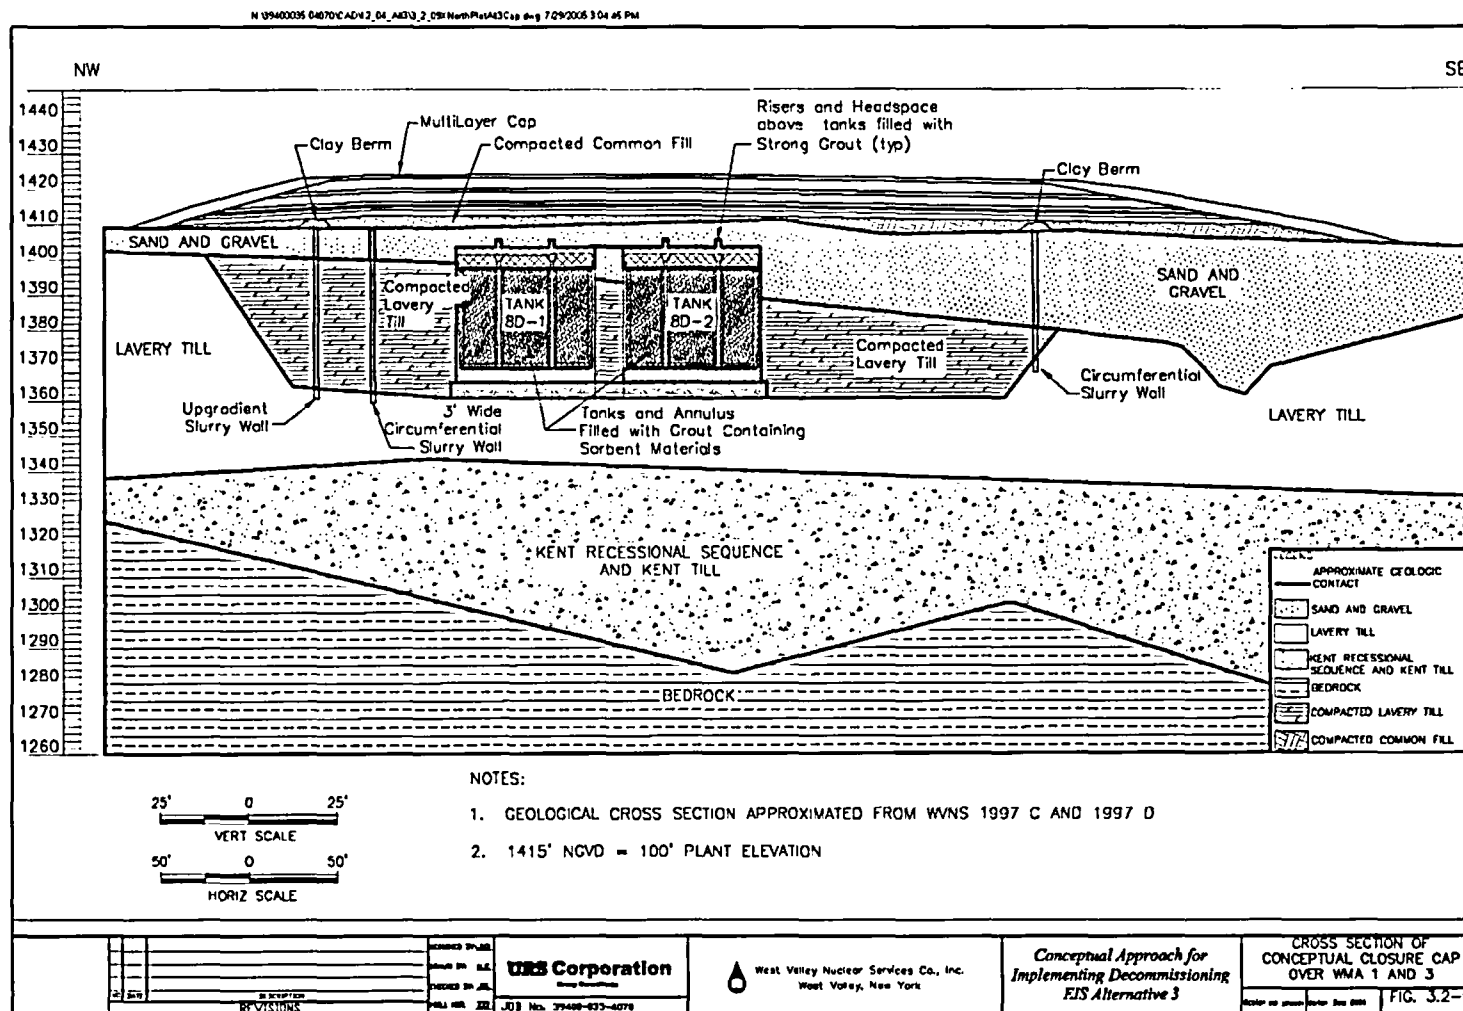 NW
SE
1440
1430
1420
1410
1400
1390
1380
1370
1360
1350
1340
1330
1320
1310
1300
1290
1280
1270
1260
Clay Berm
MultiLayer Cap
Compacted Common Fill
Risers and Headspace
above tanks filled with
Strong Grout (typ)
Clay Berm
SAND AND GRAVEL
Compacted
Lavery
Till
TANK
8D-1
TANK
8D-2
SAND AND
GRAVEL
LAVERY TILL
Compacted
Lavery Till
Circumferential
Slurry Wall
Upgradient
Slurry Wall
3' Wide
Circumferential
Slurry Wall
Tanks and Annulus
Filled with Grout Containing
Sorbent Materials
LAVERY TILL
KENT RECESSIONAL SEQUENCE
AND KENT TILL
BEDROCK
APPROXIMATE GEOLOGIC
CONTACT
SAND AND GRAVEL
LAVERY TILL
KENT RECESSIONAL
SEQUENCE AND KENT TILL
BEDROCK
COMPACTED LAVERY TILL
COMPACTED COMMON FILL
NOTES:
1. GEOLOGICAL CROSS SECTION APPROXIMATED FROM WVNS 1997 C AND 1997 D
2. 1415' NGVD = 100' PLANT ELEVATION
25' 0 25'
VERT SCALE
50' 0 50'
HORIZ SCALE
REVISIONS
URS Corporation
JOB No.
West Valley Nuclear Services Co., Inc.
West Valley, New York
Conceptual Approach for
Implementing Decommissioning
EIS Alternative 3
CROSS SECTION OF
CONCEPTUAL CLOSURE CAP
OVER WMA 1 AND 3
FIG. 3.2-